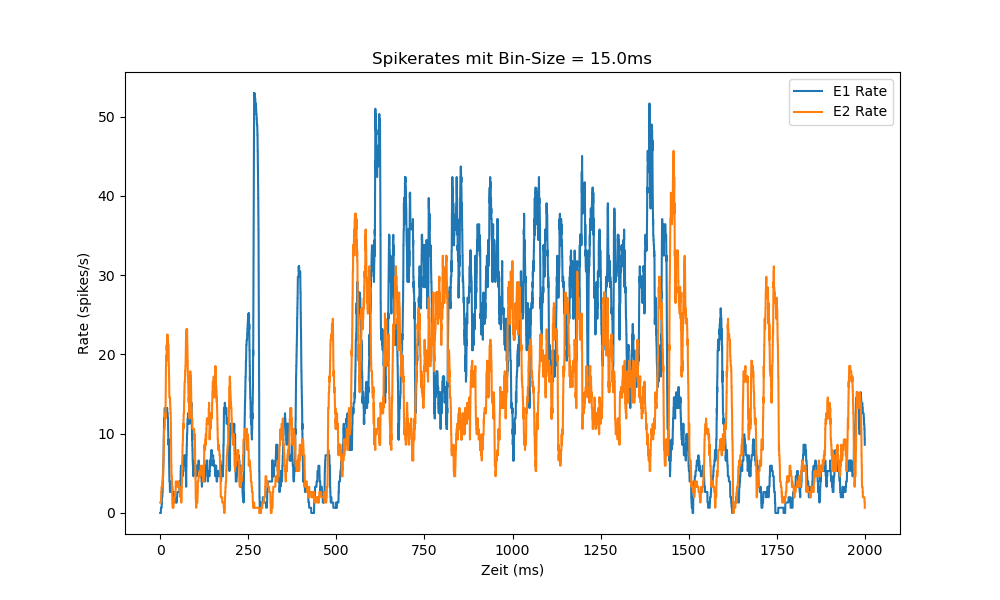 Spikerates mit Bin-Size = 15.0ms
E1 Rate
E2 Rate
Rate (spikes/s)
50
40
30
20
10
0
0 250 500 750 1000 1250 1500 1750 2000
Zeit (ms)